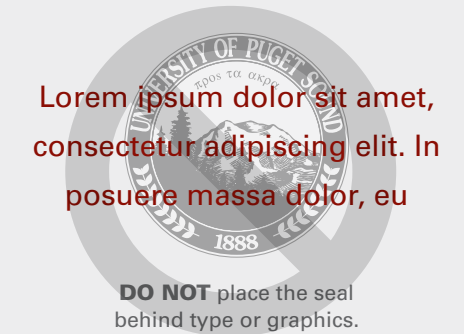 UNIVERSITY OF PUGET SOUND
προς τα ακρα
Lorem ipsum dolor sit amet,
consectetur adipiscing elit. In
posuere massa dolor, eu
1888
DO NOT place the seal
behind type or graphics.